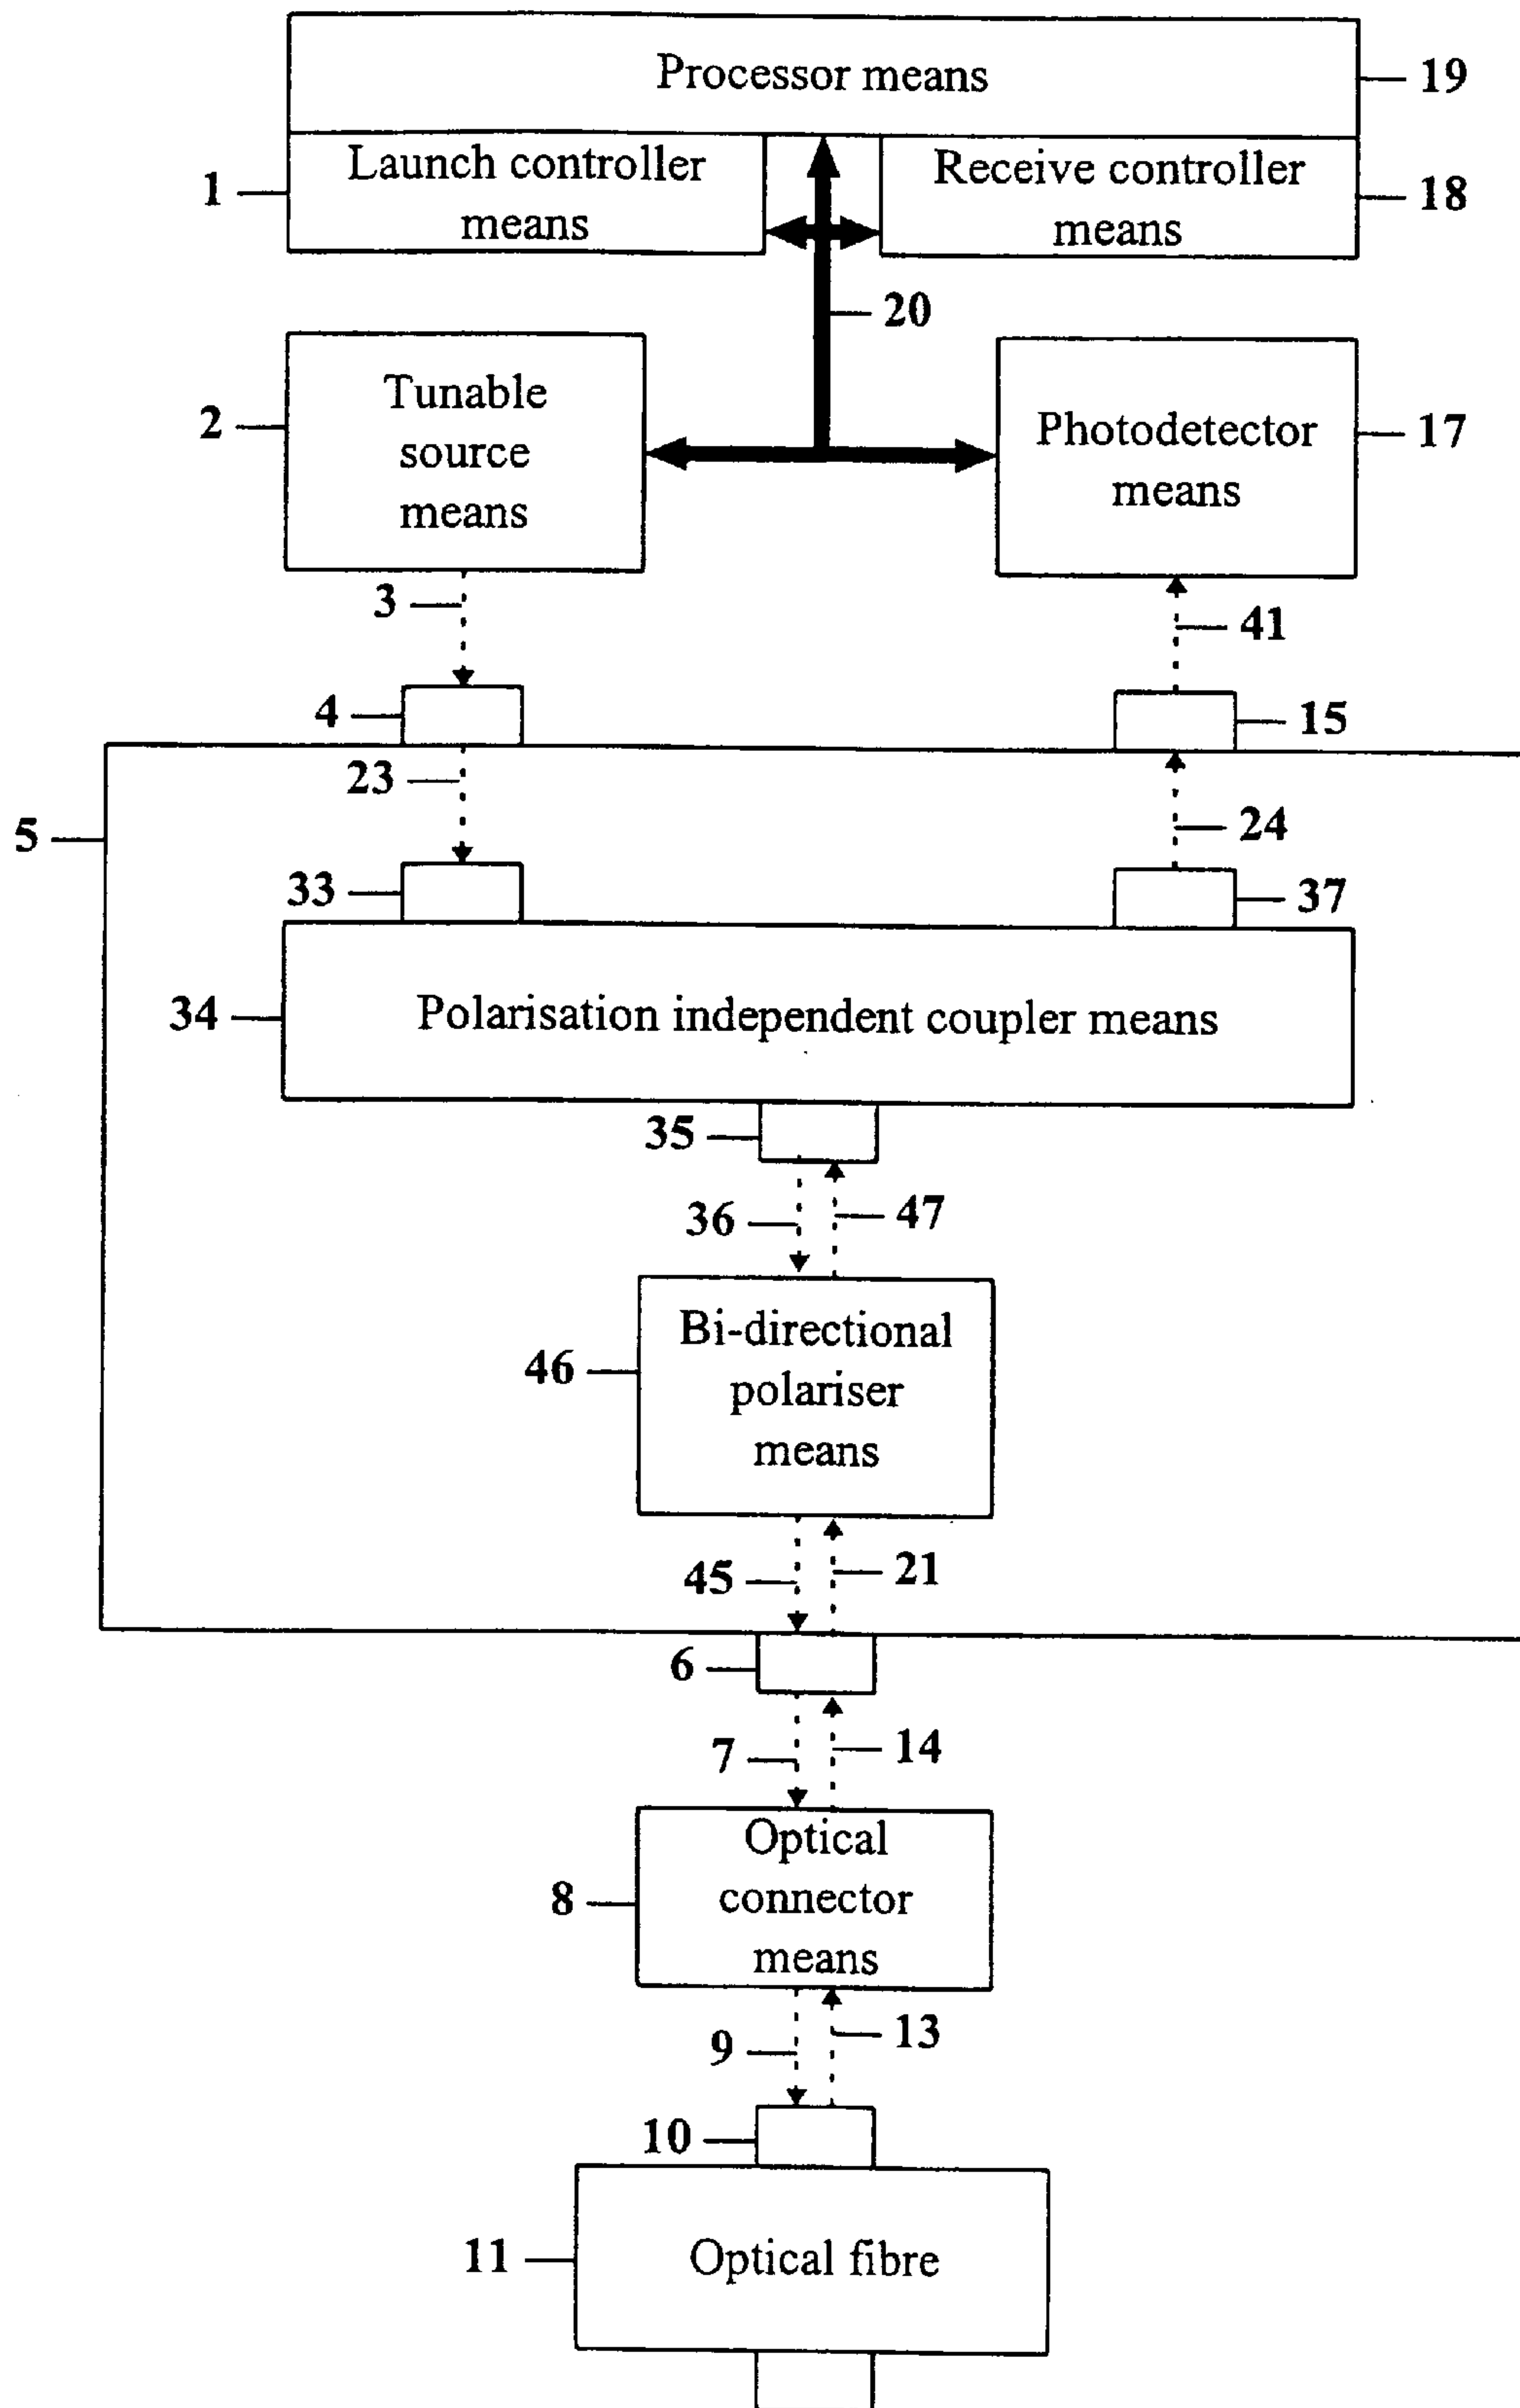 Processor means
19
Launch controller
means
1
Receive controller
means
18
20
Tunable
source
means
2
Photodetector
means
17
3
41
4
15
23
5
24
33
37
34
Polarisation independent coupler means
35
36
47
Bi-directional
polariser
means
46
45
21
6
7
14
Optical
connector
means
8
9
13
10
11
Optical fibre